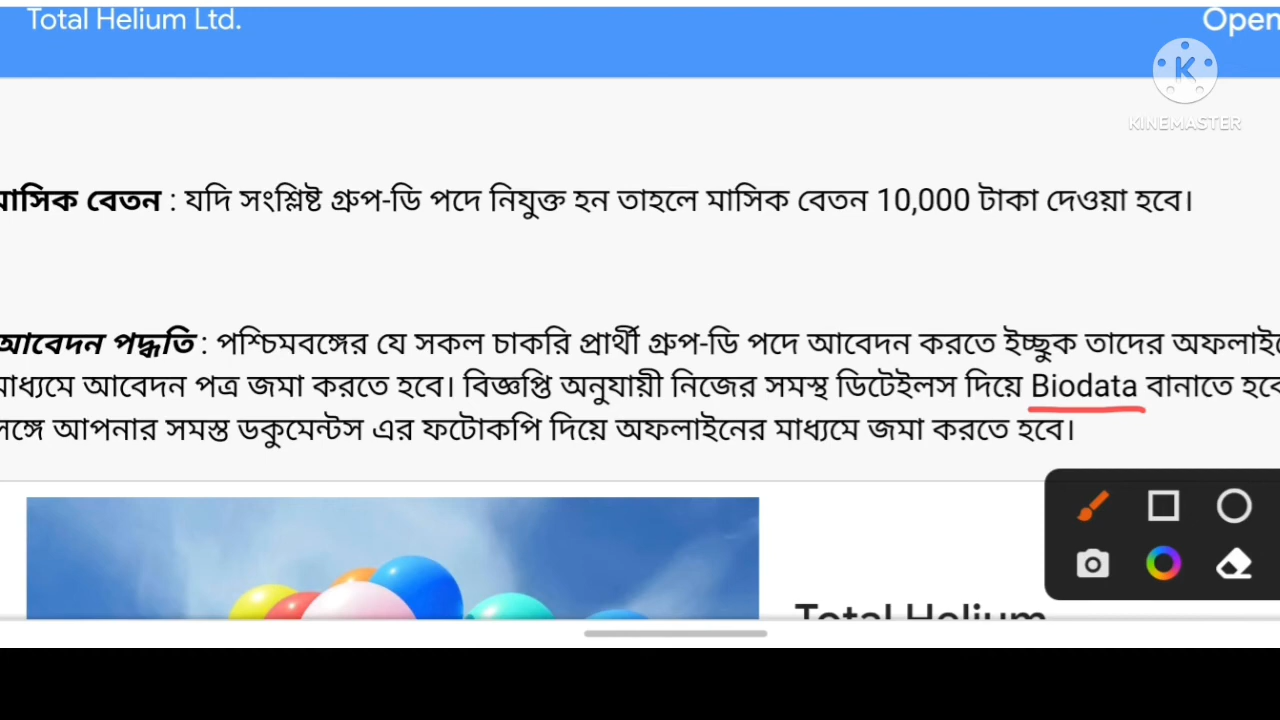 Total Helium Ltd.
Open
KINEMASTER
মাসিক বেতন : যদি সংশ্লিষ্ট গ্রুপ-ডি পদে নিযুক্ত হন তাহলে মাসিক বেতন 10,000 টাকা দেওয়া হবে।
আবেদন পদ্ধতি : পশ্চিমবঙ্গের যে সকল চাকরি প্রার্থী গ্রুপ-ডি পদে আবেদন করতে ইচ্ছুক তাদের
মাধ্যমে আবেদন পত্র জমা করতে হবে। বিজ্ঞপ্তি অনুযায়ী নিজের সমস্থ ডিটেইলস দিয়ে Biodata বানাতে হবে
সঙ্গে আপনার সমস্ত ডকুমেন্টস এর ফটোকপি দিয়ে অফলাইনের মাধ্যমে জমা করতে হবে।
Total Helium